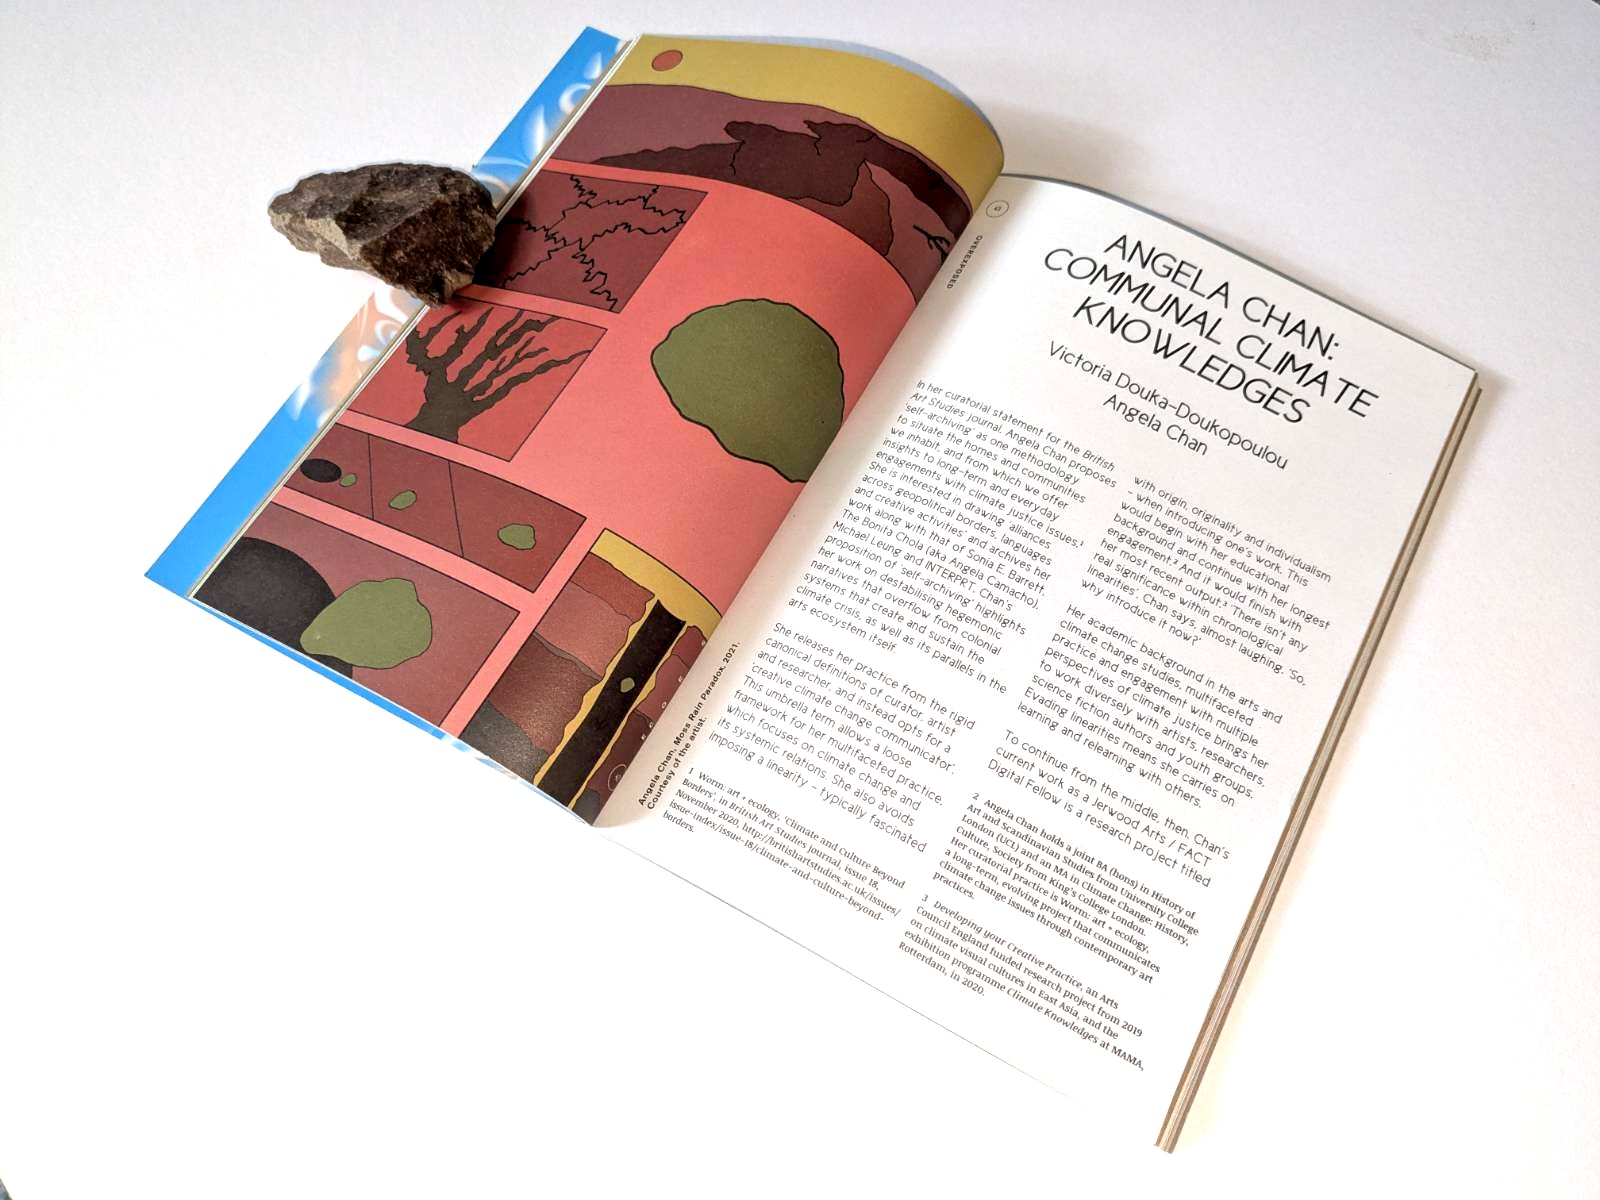 OVEREXPOSED
ANGELA CHAN:
COMMUNAL CLIMATE
KNOWLEDGES
Victoria Douka-Doukopoulou
Angela Chan
In her curatorial statement for the British
Art Studies journal, Angela Chan proposes
'self-archiving' as one methodology
to situate the homes and communities
we inhabit, and from which we offer
insights to long-term and everyday
engagements with climate justice issues.¹
She is interested in drawing 'alliances
across geopolitical borders, languages
and creative activities' and archives her
work along with that of Sonia E. Barrett,
The Bonita Chola (aka Angela Camacho),
Michael Leung and INTERPRT. Chan's
proposition of 'self-archiving' highlights
her work on destabilising hegemonic
narratives that overflow from colonial
systems that create and sustain the
climate crisis, as well as its parallels in the
arts ecosystem itself.
She releases her practice from the rigid
canonical definitions of curator, artist
and researcher, and instead opts for a
'creative climate change communicator'.
This umbrella term allows a loose
framework for her multifaceted practice,
which focuses on climate change and
its systemic relations. She also avoids
imposing a linearity – typically fascinated
with origin, originality and individualism
– when introducing one's work. This
would begin with her educational
background and continue with her longest
engagement.² And it would finish with
her most recent output.³ 'There isn't any
real significance within chronological
linearities', Chan says, almost laughing. 'So,
why introduce it now?'
Her academic background in the arts and
climate change studies, multifaceted
practice and engagement with multiple
perspectives of climate justice brings her
to work diversely with artists, researchers,
science fiction authors and youth groups.
Evading linearities means she carries on
learning and relearning with others.
To continue from the middle, then. Chan's
current work as a Jerwood Arts / FACT
Digital Fellow is a research project titled
Angela Chan, Moss Rain Paradox, 2021.
Courtesy of the artist.
1 Worm: art + ecology, 'Climate and Culture Beyond
Borders', in British Art Studies journal, issue 18,
November 2020, http://britishartstudies.ac.uk/issues/
issue-index/issue-18/climate-and-culture-beyond-
borders.
2 Angela Chan holds a joint BA (hons) in History of
Art and Scandinavian Studies from University College
London (UCL) and an MA in Climate Change: History,
Culture, Society from King's College London.
Her curatorial practice is Worm: art + ecology,
a long-term, evolving project that communicates
climate change issues through contemporary art
practices.
3 Developing your Creative Practice, an Arts
Council England funded research project from 2019
on climate visual cultures in East Asia, and the
exhibition programme Climate Knowledges at MAMA,
Rotterdam, in 2020.